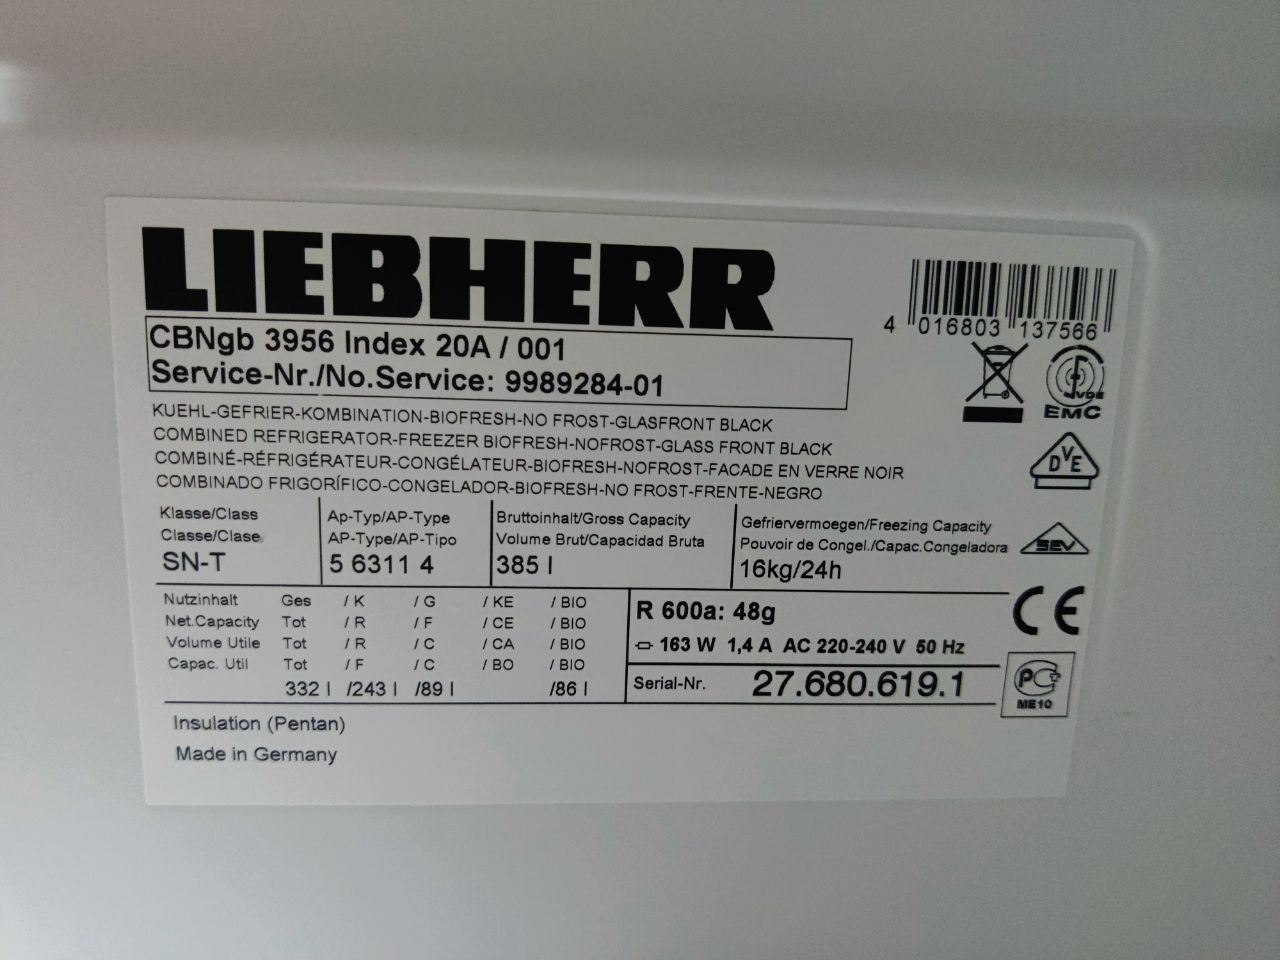 LIEBHERR
CBNgb 3956 Index 20A / 001
Service-Nr./No.Service: 9989284-01
4 016803 137566
VDE
EMC
KUEHL-GEFRIER-KOMBINATION-BIOFRESH-NO FROST-GLASFRONT BLACK
COMBINED REFRIGERATOR-FREEZER BIOFRESH-NOFROST-GLASS FRONT BLACK
COMBINÉ-RÉFRIGÉRATEUR-CONGÉLATEUR-BIOFRESH-NOFROST-FACADE EN VERRE NOIR
COMBINADO FRIGORÍFICO-CONGELADOR-BIOFRESH-NO FROST-FRENTE-NEGRO
DVE
Klasse/Class
Classe/Clase
SN-T
Ap-Typ/AP-Type
AP-Type/AP-Tipo
5 6311 4
Bruttoinhalt/Gross Capacity
Volume Brut/Capacidad Bruta
385 l
Gefriervermoegen/Freezing Capacity
Pouvoir de Congel./Capac.Congeladora
16kg/24h
SEV
Nutzinhalt Ges / K / G / KE / BIO
Net.Capacity Tot / R / F / CE / BIO
Volume Utile Tot / R / C / CA / BIO
Capac. Util Tot / F / C / BO / BIO
332 l /243 l /89 l /86 l
R 600a: 48g
163 W 1,4 A AC 220-240 V 50 Hz
Serial-Nr. 27.680.619.1
CE
PCT
ME10
Insulation (Pentan)
Made in Germany